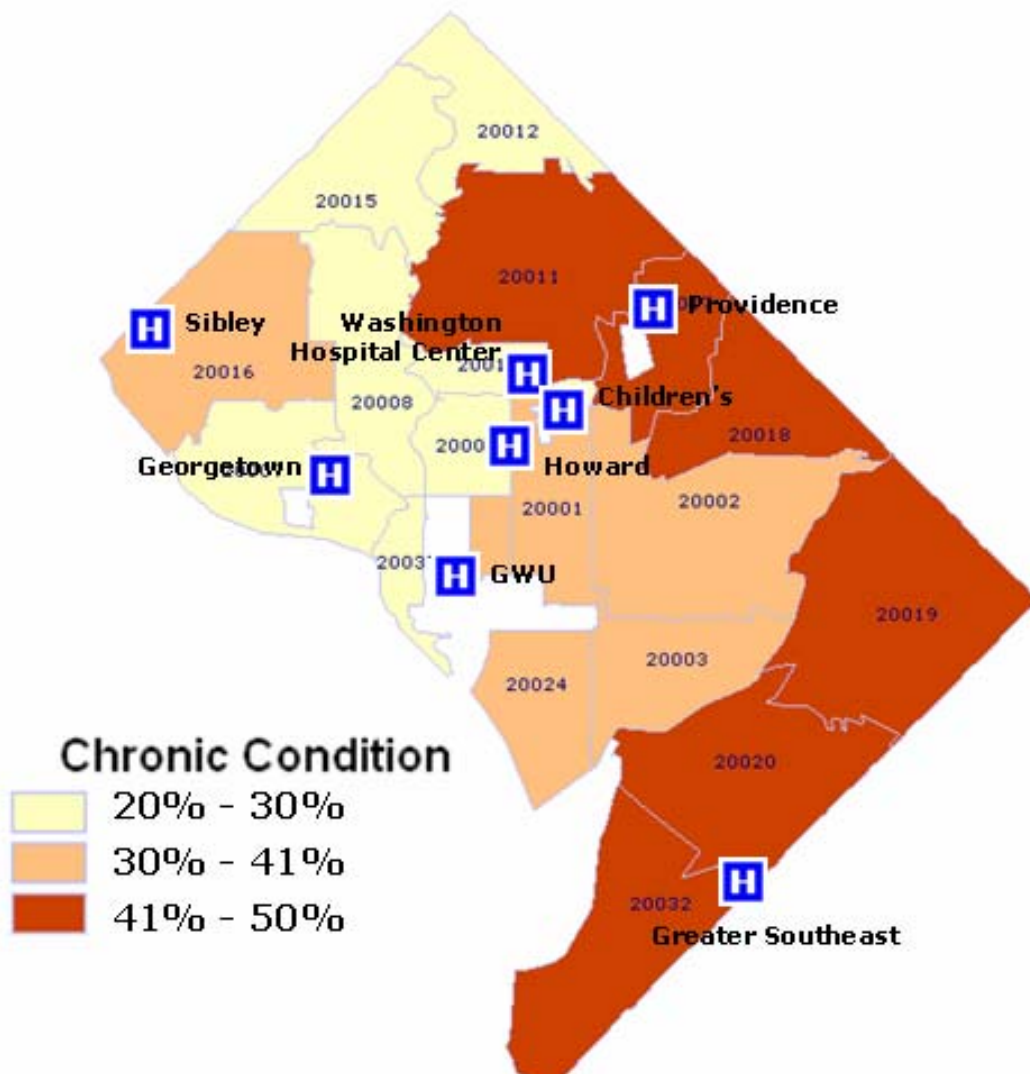 20012
20015
20011
H Providence
H Sibley
Washington
Hospital Center H
20016
20008
H Children's
20018
Georgetown H
H
Howard
20001
20002
H GWU
20019
20003
20024
Chronic Condition
20% - 30%
30% - 41%
41% - 50%
20020
H
20032
Greater Southeast